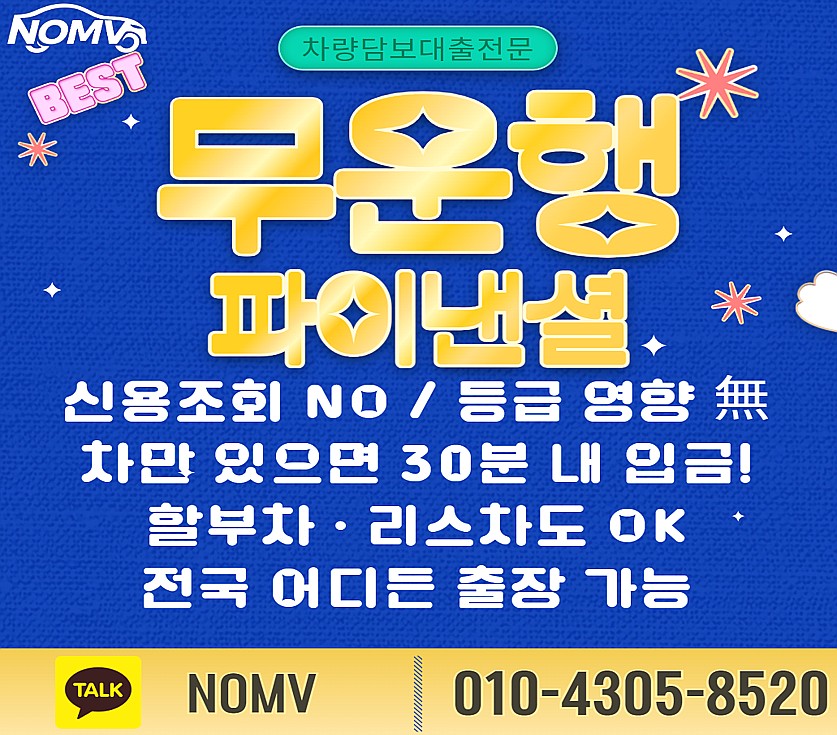 NOMV
BEST
차량담보대출전문
무운행
파이낸셜
신용조회 NO / 등급 영향 無
차만 있으면 30분 내 입금!
할부차 · 리스차도 OK
전국 어디든 출장 가능
TALK
NOMV
010-4305-8520